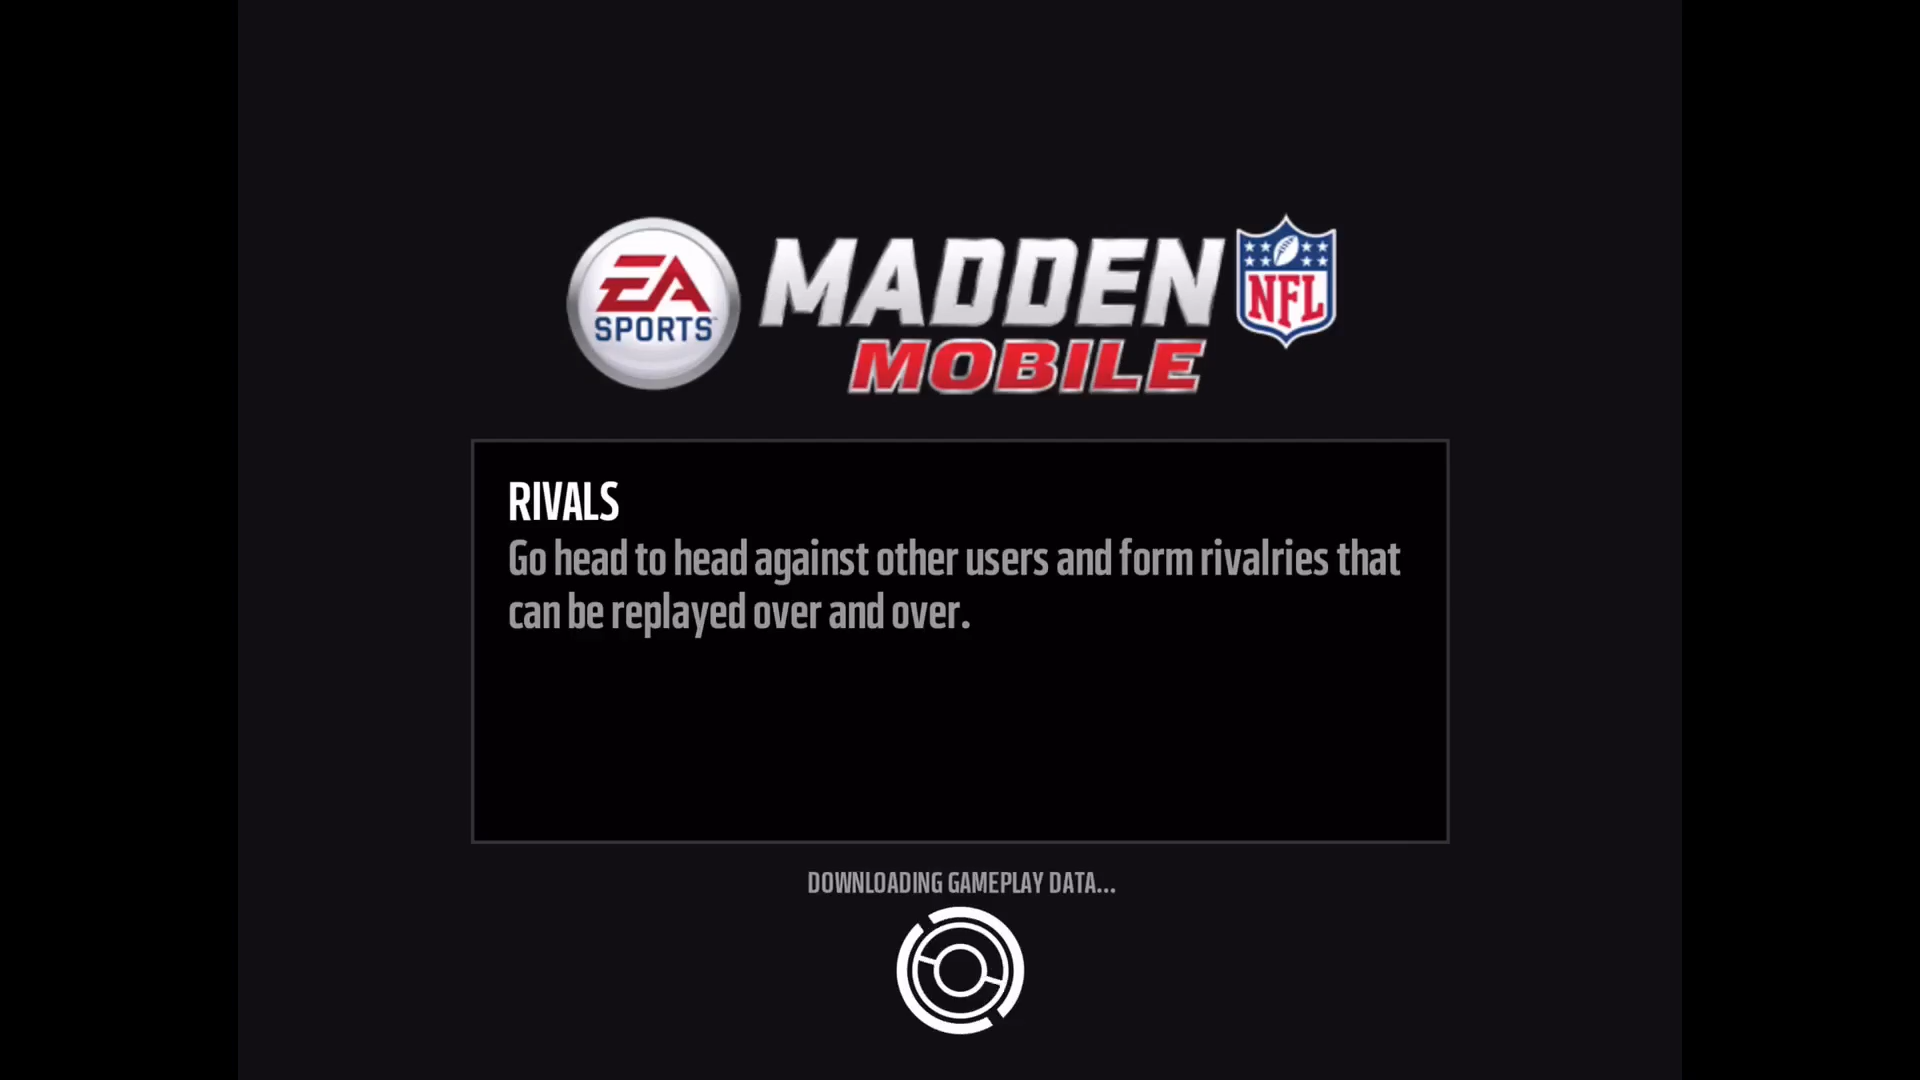 EA
SPORTS™
MADDEN
NFL
MOBILE
RIVALS
Go head to head against other users and form rivalries that
can be replayed over and over.
DOWNLOADING GAMEPLAY DATA...